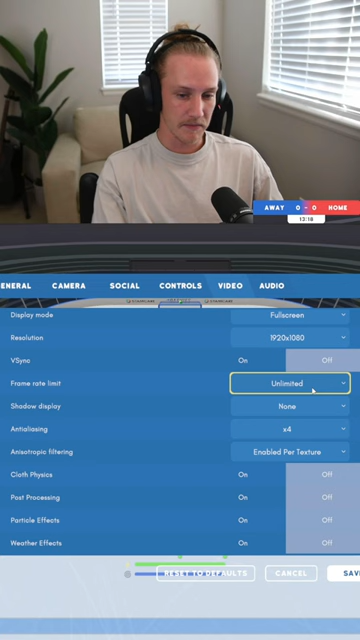 AWAY 0 - 0 HOME
13:18
GENERAL CAMERA SOCIAL CONTROLS VIDEO AUDIO
Display mode Fullscreen
Resolution 1920x1080
VSync On Off
Frame rate limit Unlimited
Shadow display None
Antialiasing x4
Anisotropic filtering Enabled Per Texture
Cloth Physics On Off
Post Processing On Off
Particle Effects On Off
Weather Effects On Off
RESET TO DEFAULTS CANCEL SAVE